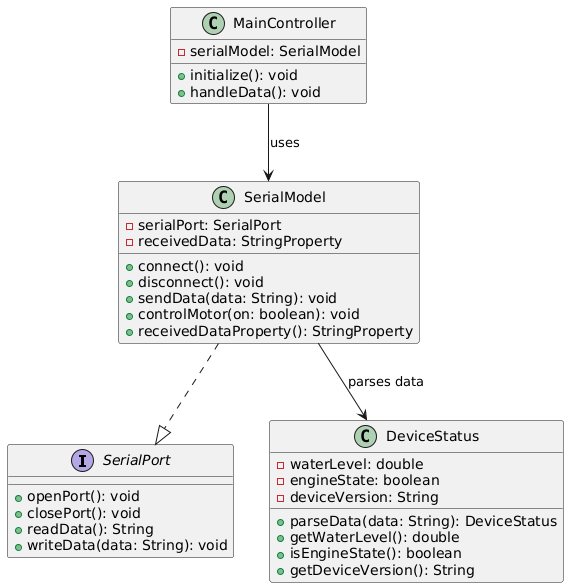 C MainController
serialModel: SerialModel
initialize(): void
handleData(): void
uses
C SerialModel
serialPort: SerialPort
receivedData: StringProperty
connect(): void
disconnect(): void
sendData(data: String): void
controlMotor(on: boolean): void
receivedDataProperty(): StringProperty
parses data
I SerialPort
openPort(): void
closePort(): void
readData(): String
writeData(data: String): void
C DeviceStatus
waterLevel: double
engineState: boolean
deviceVersion: String
parseData(data: String): DeviceStatus
getWaterLevel(): double
isEngineState(): boolean
getDeviceVersion(): String